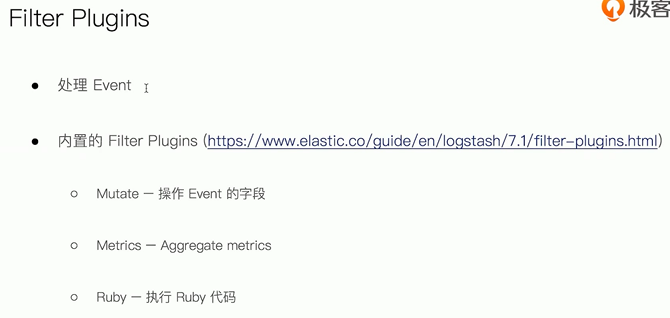 Filter Plugins
极客
● 处理 Event
● 内置的 Filter Plugins (https://www.elastic.co/guide/en/logstash/7.1/filter-plugins.html)
○ Mutate – 操作 Event 的字段
○ Metrics – Aggregate metrics
○ Ruby – 执行 Ruby 代码